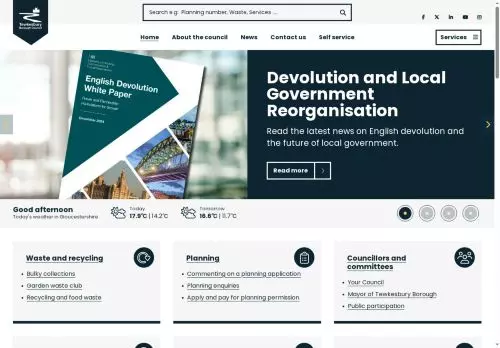 Tewkesbury
Borough Council
Search e.g. Planning number, Waste, Services ....
Home
About the council
News
Contact us
Self service
Services
English Devolution
White Paper
Power and Partnership:
Foundations for Growth
December 2024
Devolution and Local
Government
Reorganisation
Read the latest news on English devolution and
the future of local government.
Read more
Good afternoon
Today's weather in Gloucestershire
Today
17.9°C | 14.2°C
Tomorrow
16.6°C | 11.7°C
Waste and recycling
Bulky collections
Garden waste club
Recycling and food waste
Planning
Commenting on a planning application
Planning enquiries
Apply and pay for planning permission
Councillors and
committees
Your Council
Mayor of Tewkesbury Borough
Public participation